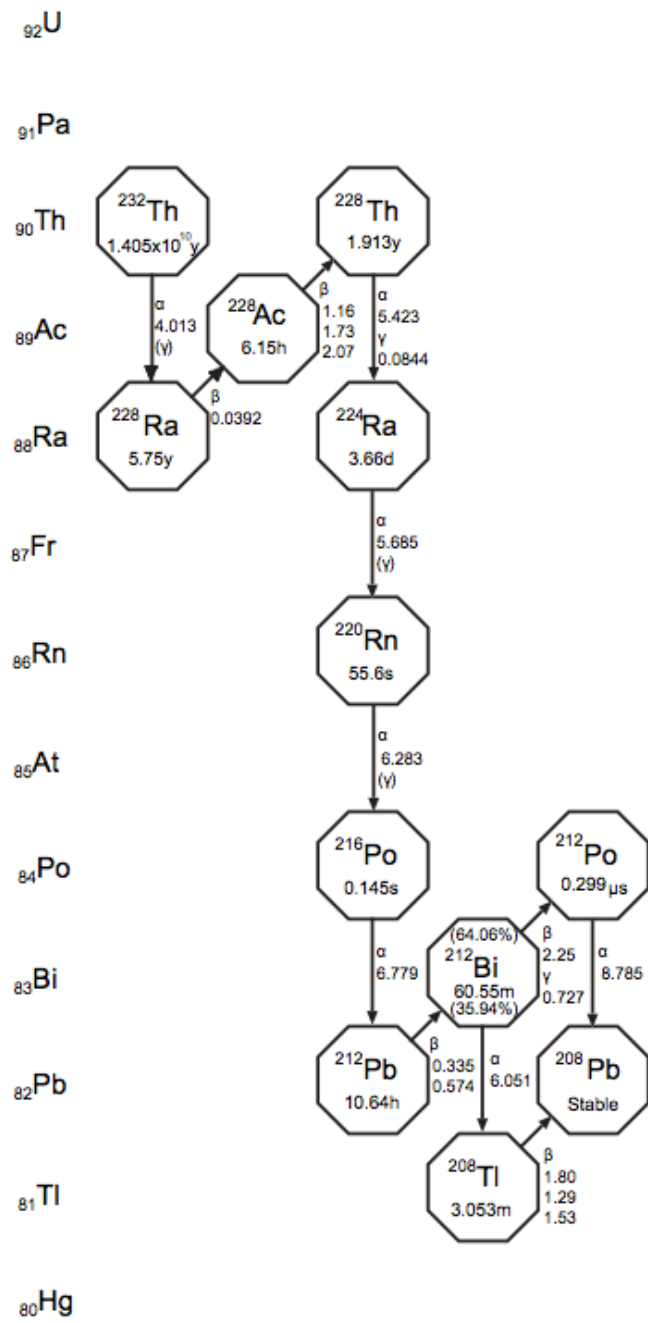 92U
91Pa
90Th
232Th
1.405x10^10y
228Th
1.913y
α
4.013
(γ)
89Ac
228Ac
6.15h
β
1.16
1.73
2.07
α
5.423
γ
0.0844
88Ra
228Ra
5.75y
β
0.0392
224Ra
3.66d
87Fr
α
5.685
(γ)
86Rn
220Rn
55.6s
85At
α
6.283
(γ)
84Po
216Po
0.145s
212Po
0.299μs
83Bi
α
6.779
(64.06%)
212Bi
60.55m
(35.94%)
β
2.25
γ
0.727
α
8.785
82Pb
212Pb
10.64h
β
0.335
0.574
α
6.051
208Pb
Stable
81Tl
208Tl
3.053m
β
1.80
1.29
1.53
80Hg